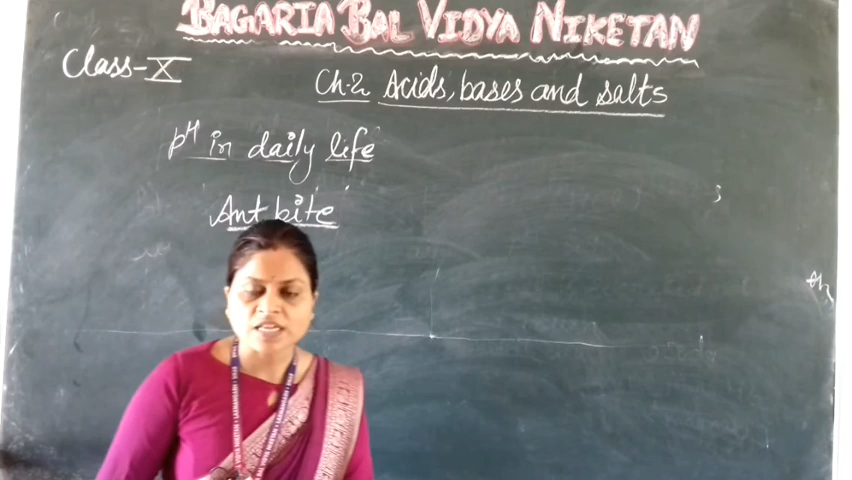 BAGARIA BAL VIDYA NIKETAN
Class-X
Ch-2 Acids, bases and salts
pH in daily life
Ant bite